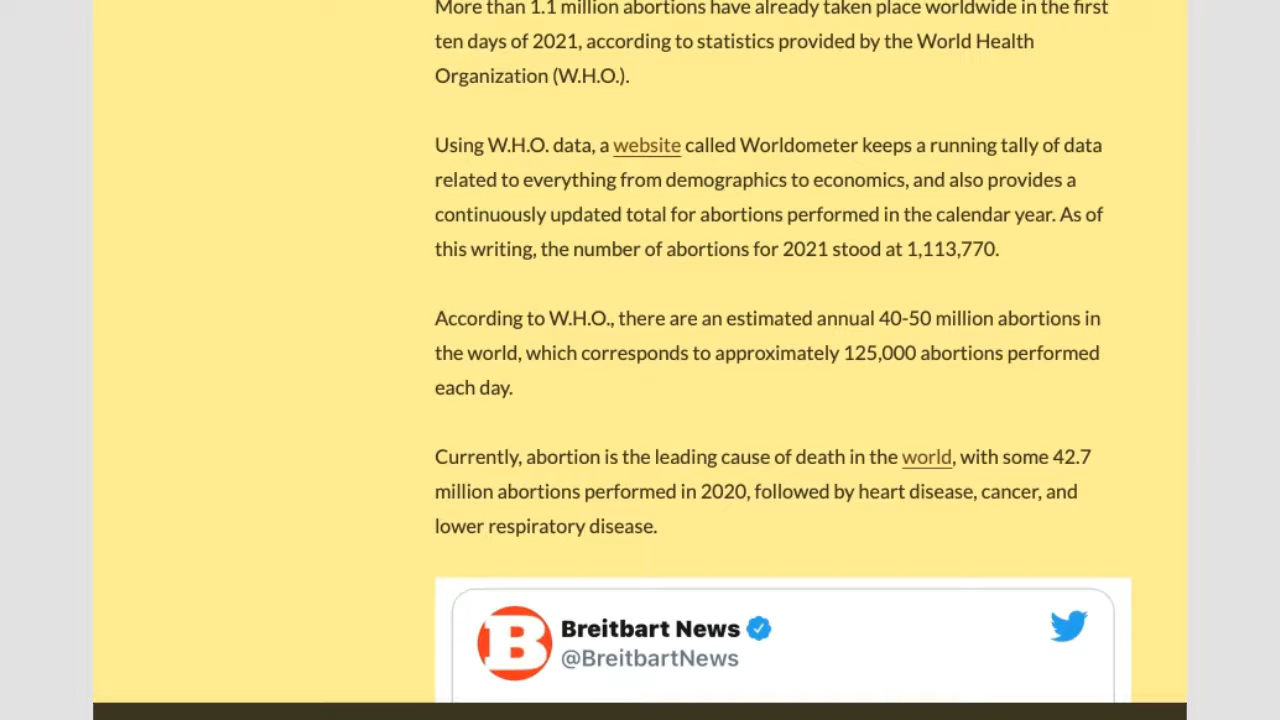 More than 1.1 million abortions have already taken place worldwide in the first
ten days of 2021, according to statistics provided by the World Health
Organization (W.H.O.).
Using W.H.O. data, a website called Worldometer keeps a running tally of data
related to everything from demographics to economics, and also provides a
continuously updated total for abortions performed in the calendar year. As of
this writing, the number of abortions for 2021 stood at 1,113,770.
According to W.H.O., there are an estimated annual 40-50 million abortions in
the world, which corresponds to approximately 125,000 abortions performed
each day.
Currently, abortion is the leading cause of death in the world, with some 42.7
million abortions performed in 2020, followed by heart disease, cancer, and
lower respiratory disease.
B
Breitbart News
@BreitbartNews